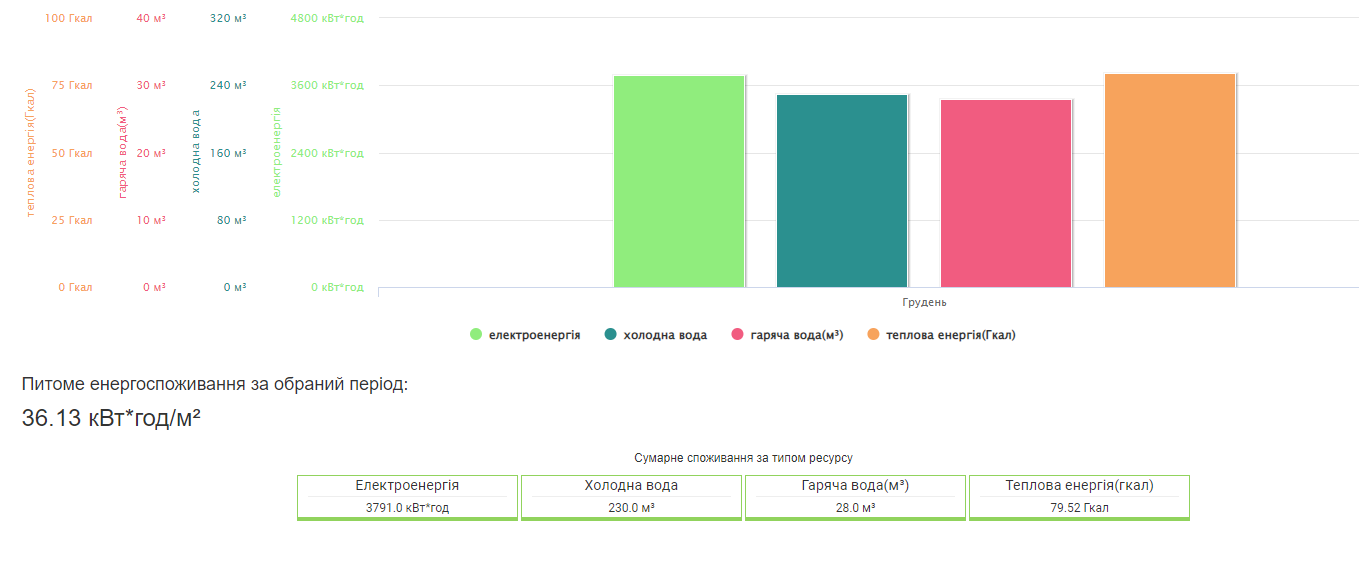 100 Гкал 40 м³ 320 м³ 4800 кВт*год
75 Гкал 30 м³ 240 м³ 3600 кВт*год
50 Гкал 20 м³ 160 м³ 2400 кВт*год
25 Гкал 10 м³ 80 м³ 1200 кВт*год
0 Гкал 0 м³ 0 м³ 0 кВт*год
теплова енергія(Гкал)
гаряча вода(м³)
холодна вода
електроенергія
Грудень
електроенергія холодна вода гаряча вода(м³) теплова енергія(Гкал)
Питоме енергоспоживання за обраний період:
36.13 кВт*год/м²
Сумарне споживання за типом ресурсу
Електроенергія Холодна вода Гаряча вода(м³) Теплова енергія(гкал)
3791.0 кВт*год 230.0 м³ 28.0 м³ 79.52 Гкал